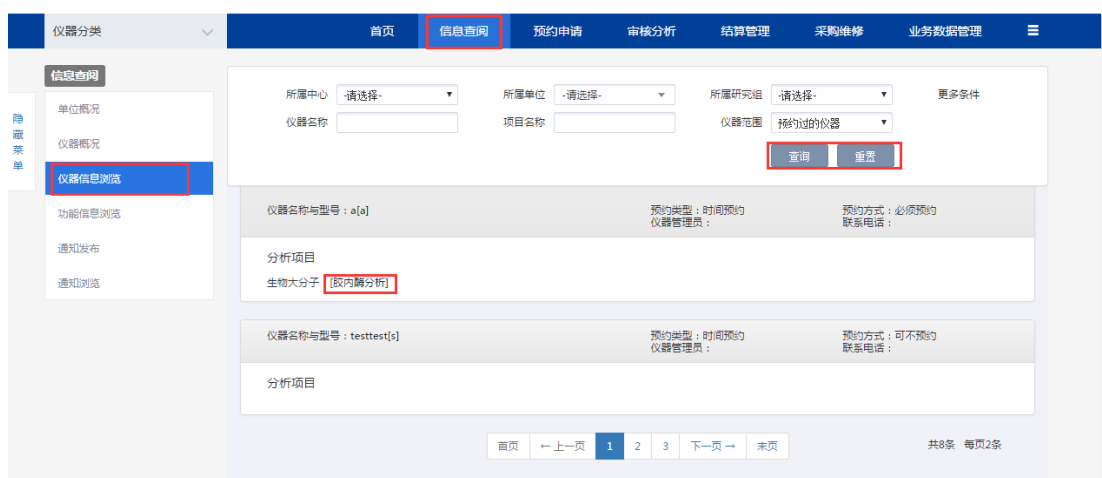 仪器分类 首页 信息查阅 预约申请 审核分析 结算管理 采购维修 业务数据管理
信息查阅
单位概况
仪器概况
仪器信息浏览
功能信息浏览
通知发布
通知浏览
隐藏菜单
所属中心 -请选择- 所属单位 -请选择- 所属研究组 -请选择- 更多条件
仪器名称 项目名称 仪器范围 预约过的仪器
查询 重置
仪器名称与型号：a[a] 预约类型：时间预约 预约方式：必须预约
仪器管理员： 联系电话：
分析项目
生物大分子 [胶内酶分析]
仪器名称与型号：testtest[s] 预约类型：时间预约 预约方式：可不预约
仪器管理员： 联系电话：
分析项目
首页 ←上一页 1 2 3 下一页→ 末页 共8条 每页2条